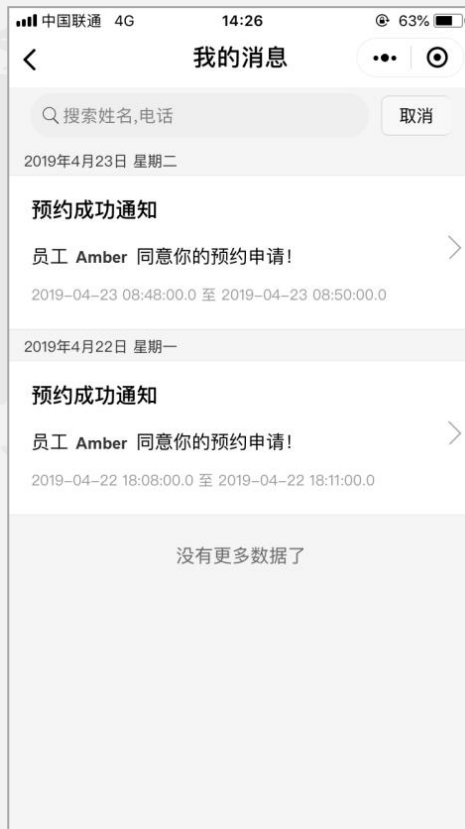 中国联通 4G 14:26 63%
我的消息
搜索姓名,电话 取消
2019年4月23日 星期二
预约成功通知
员工 Amber 同意你的预约申请!
2019-04-23 08:48:00.0 至 2019-04-23 08:50:00.0
2019年4月22日 星期一
预约成功通知
员工 Amber 同意你的预约申请!
2019-04-22 18:08:00.0 至 2019-04-22 18:11:00.0
没有更多数据了